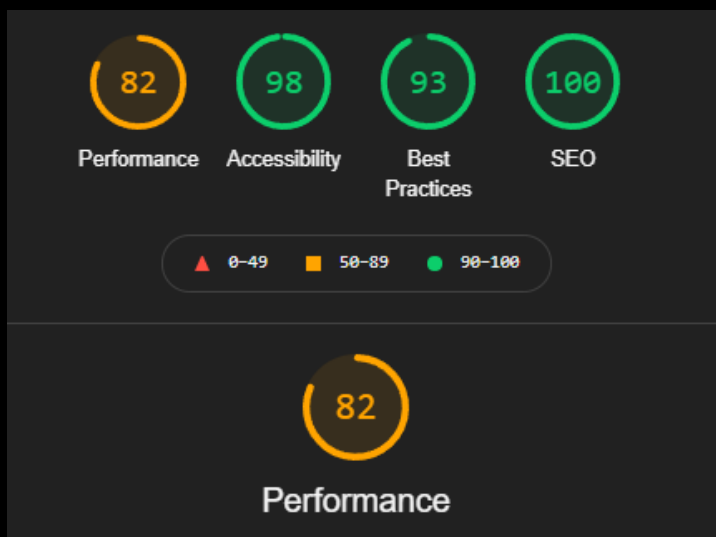 82 98 93 100
Performance Accessibility Best Practices SEO
0–49 50–89 90–100
82
Performance